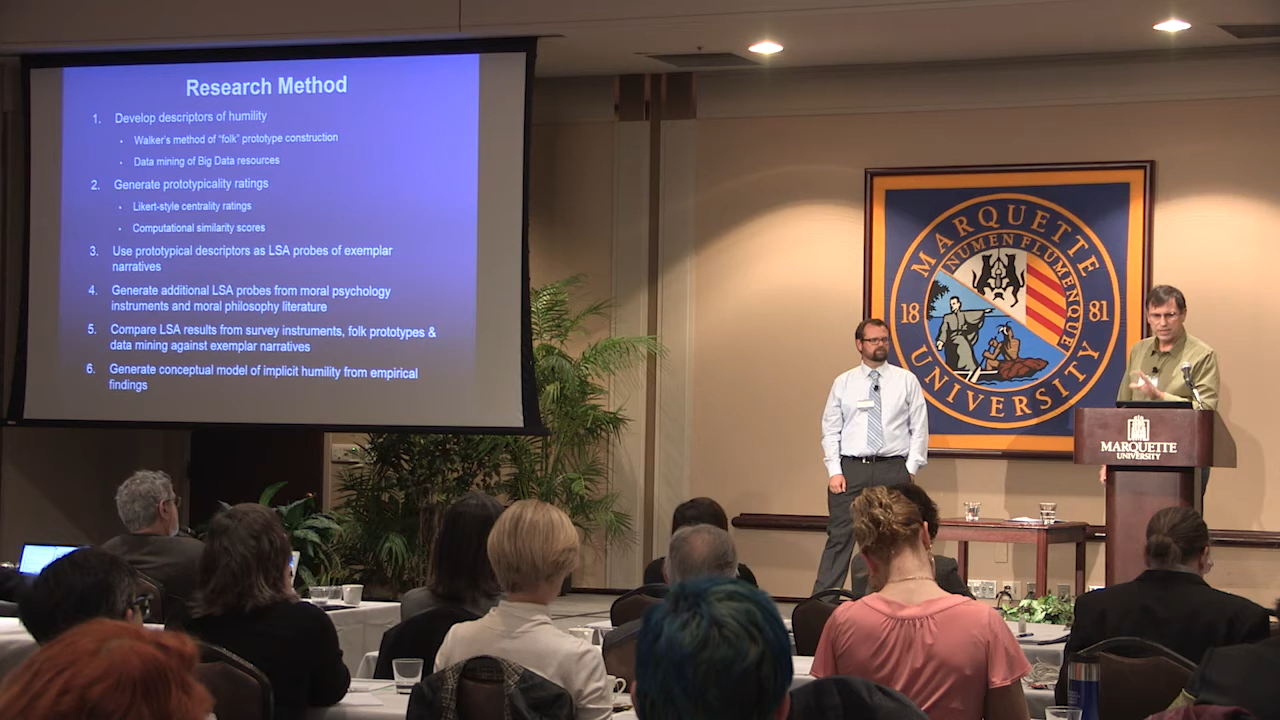 Research Method
1. Develop descriptors of humility
• Walker's method of "folk" prototype construction
• Data mining of Big Data resources
2. Generate prototypicality ratings
• Likert-style centrality ratings
• Computational similarity scores
3. Use prototypical descriptors as LSA probes of exemplar
narratives
4. Generate additional LSA probes from moral psychology
instruments and moral philosophy literature
5. Compare LSA results from survey instruments, folk prototypes &
data mining against exemplar narratives
6. Generate conceptual model of implicit humility from empirical
findings
MARQUETTE
NUMEN FLUMENQUE
1881
UNIVERSITY
MARQUETTE
UNIVERSITY